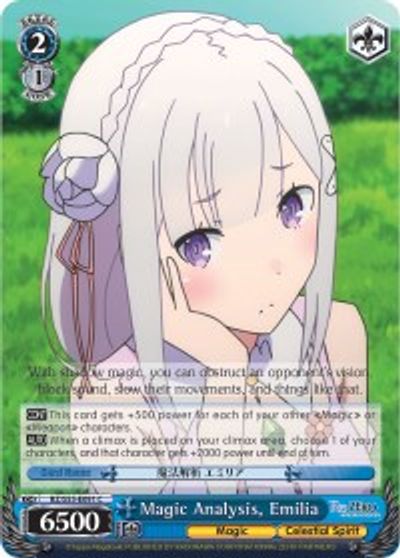 2
1
With shadow magic, you can obstruct an opponent's vision,
block sound, slow their movements, and things like that.
CONT This card gets +500 power for each of your other «Magic» or
«Weapon» characters.
AUTO When a climax is placed on your climax area, choose 1 of your
characters, and that character gets +2000 power until end of turn.
Card Name 魔法解析 エミリア
Magic Analysis, Emilia
6500
Magic
Celestial Spirit